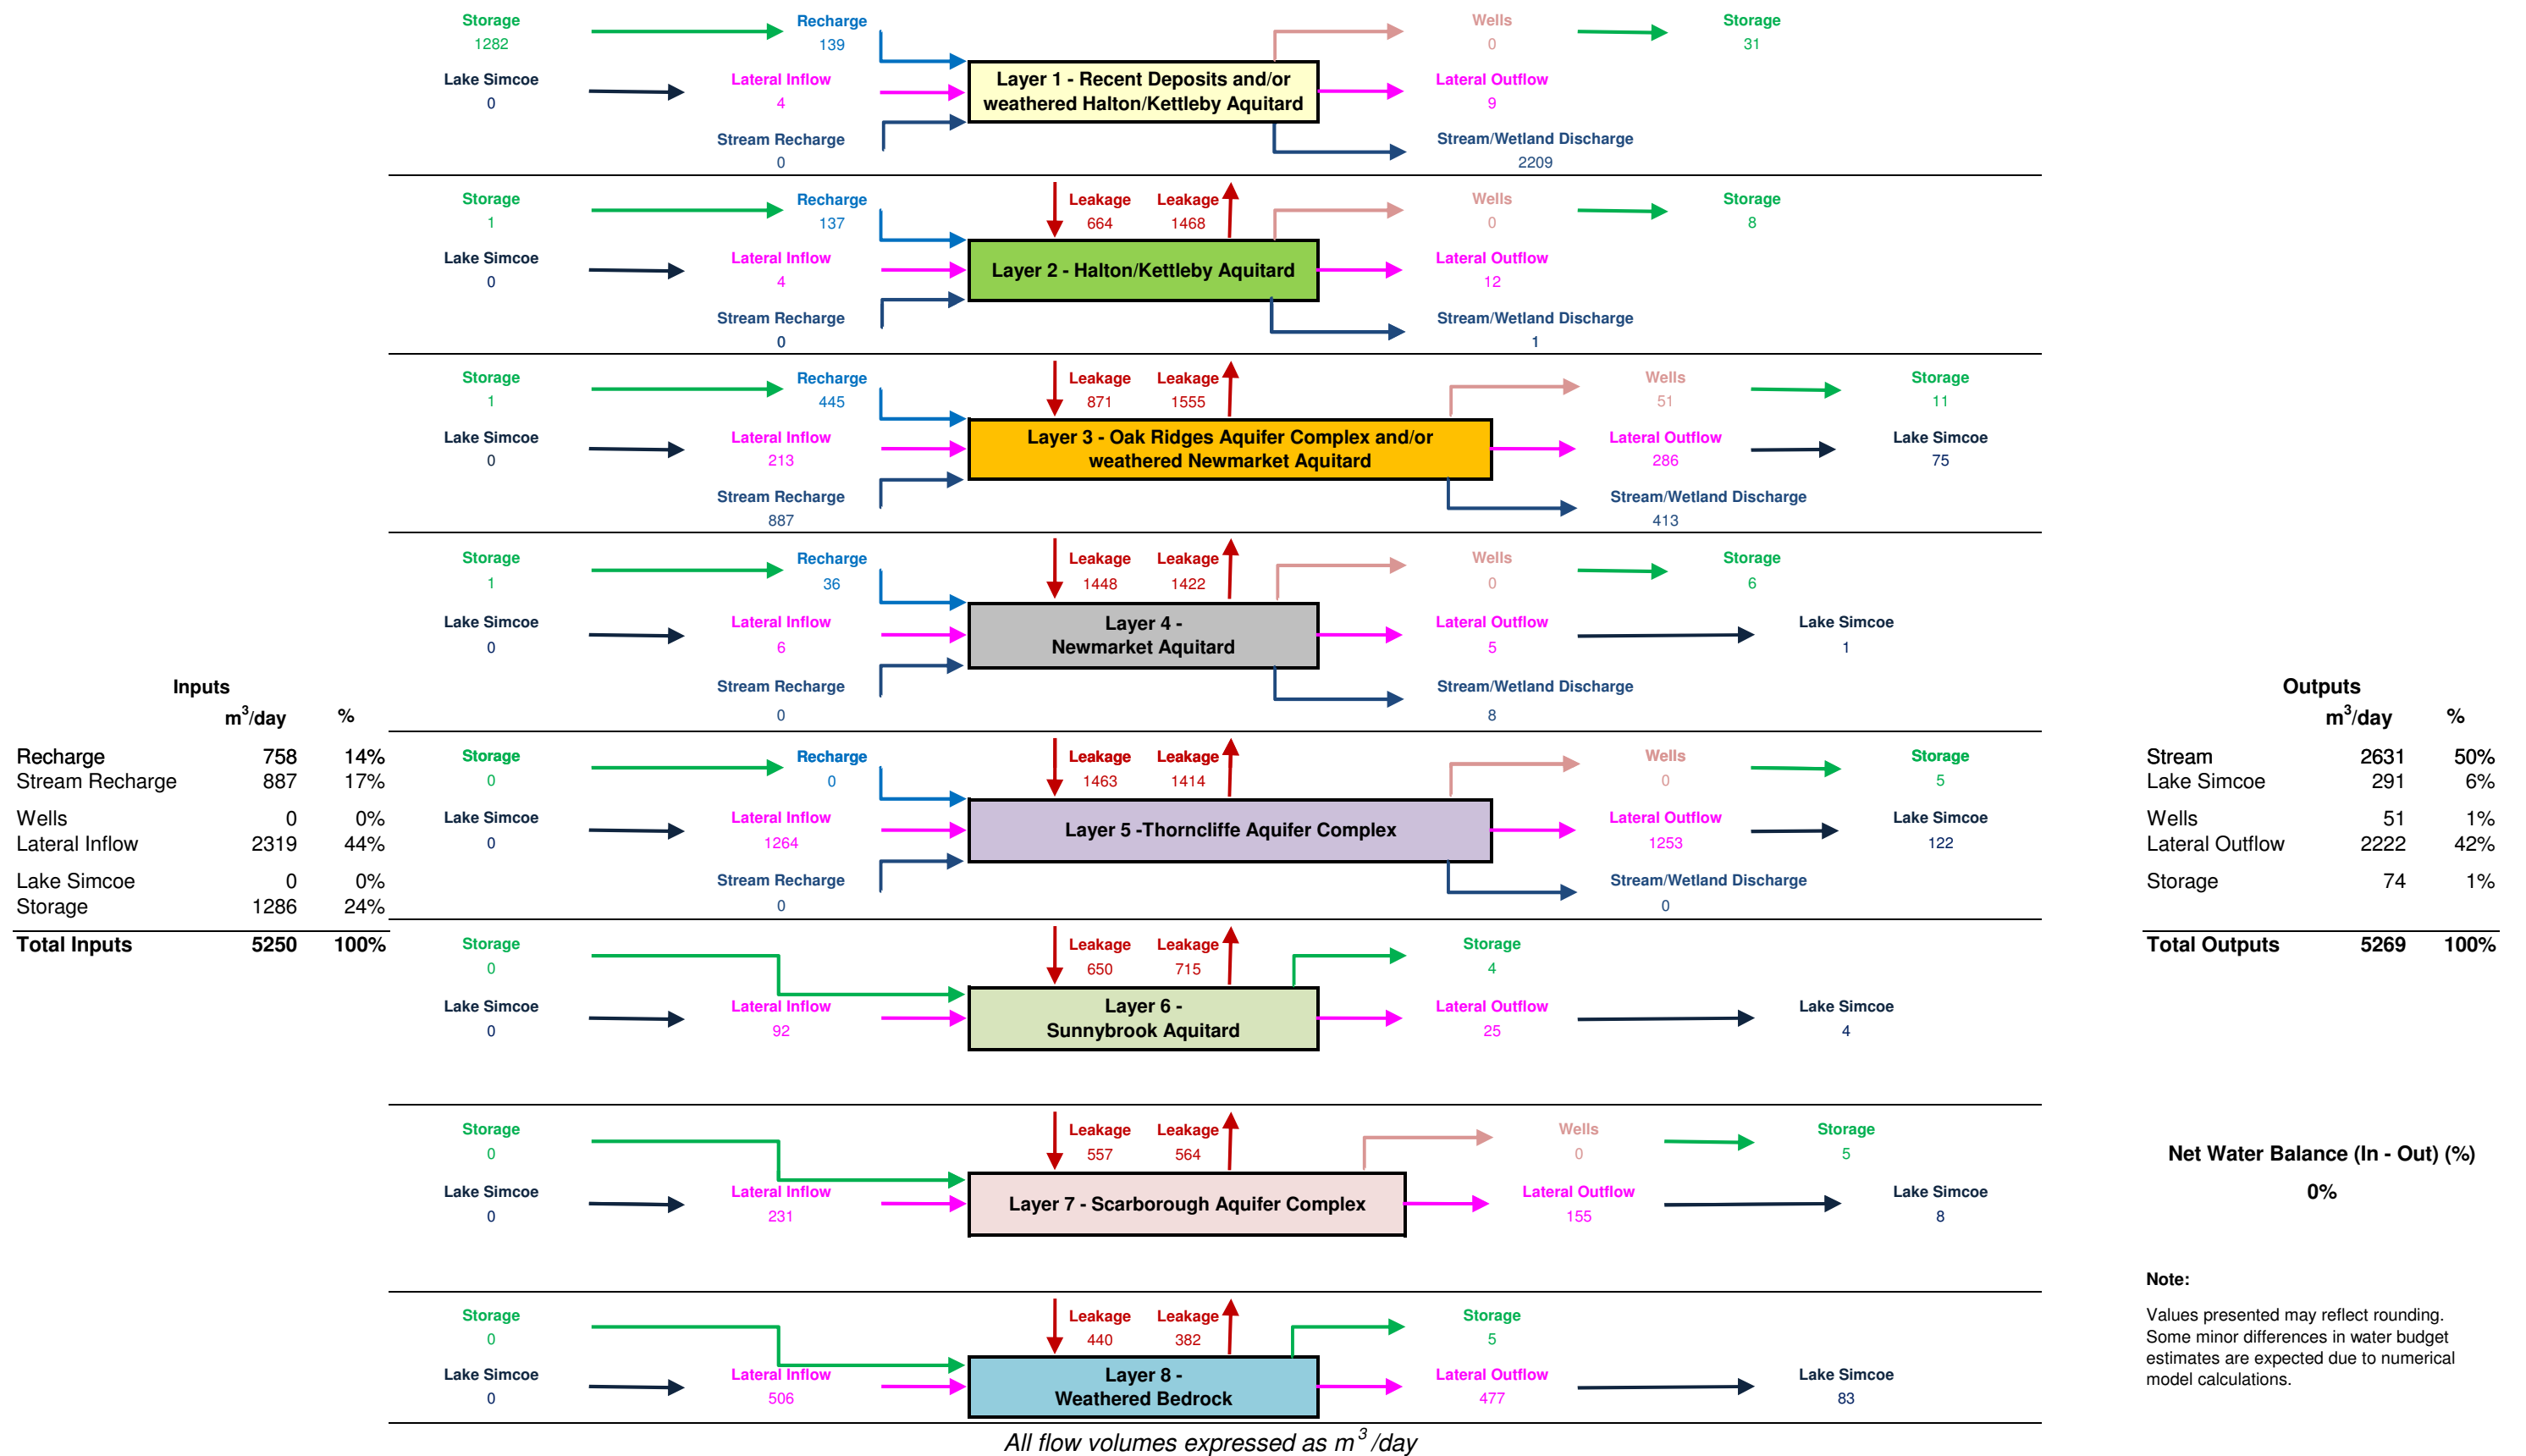 Storage Recharge Wells Storage
1282 139 0 31
Lake Simcoe Lateral Inflow Layer 1 - Recent Deposits and/or Lateral Outflow
0 4 weathered Halton/Kettleby Aquitard 9
Stream Recharge Stream/Wetland Discharge
0 2209
Storage Recharge Leakage Leakage Wells Storage
1 137 664 1468 0 8
Lake Simcoe Lateral Inflow Layer 2 - Halton/Kettleby Aquitard Lateral Outflow
0 4 12
Stream Recharge Stream/Wetland Discharge
0 1
Storage Recharge Leakage Leakage Wells Storage
1 445 871 1555 51 11
Lake Simcoe Lateral Inflow Layer 3 - Oak Ridges Aquifer Complex and/or Lateral Outflow Lake Simcoe
0 213 weathered Newmarket Aquitard 286 75
Stream Recharge Stream/Wetland Discharge
887 413
Storage Recharge Leakage Leakage Wells Storage
1 36 1448 1422 0 6
Lake Simcoe Lateral Inflow Layer 4 - Lateral Outflow Lake Simcoe
0 6 Newmarket Aquitard 5 1
Stream Recharge Stream/Wetland Discharge
0 8
Storage Recharge Leakage Leakage Wells Storage
0 0 1463 1414 0 5
Lake Simcoe Lateral Inflow Layer 5 -Thorncliffe Aquifer Complex Lateral Outflow Lake Simcoe
0 1264 1253 122
Stream Recharge Stream/Wetland Discharge
0 0
Storage Leakage Leakage Storage
0 650 715 4
Lake Simcoe Lateral Inflow Layer 6 - Lateral Outflow Lake Simcoe
0 92 Sunnybrook Aquitard 25 4
Storage Leakage Leakage Wells Storage
0 557 564 0 5
Lake Simcoe Lateral Inflow Layer 7 - Scarborough Aquifer Complex Lateral Outflow Lake Simcoe
0 231 155 8
Storage Leakage Leakage Storage
0 440 382 5
Lake Simcoe Lateral Inflow Layer 8 - Lateral Outflow Lake Simcoe
0 506 Weathered Bedrock 477 83
All flow volumes expressed as m³/day
Inputs
m³/day %
Recharge 758 14%
Stream Recharge 887 17%
Wells 0 0%
Lateral Inflow 2319 44%
Lake Simcoe 0 0%
Storage 1286 24%
Total Inputs 5250 100%
Outputs
m³/day %
Stream 2631 50%
Lake Simcoe 291 6%
Wells 51 1%
Lateral Outflow 2222 42%
Storage 74 1%
Total Outputs 5269 100%
Net Water Balance (In - Out) (%)
0%
Note:
Values presented may reflect rounding.
Some minor differences in water budget
estimates are expected due to numerical
model calculations.